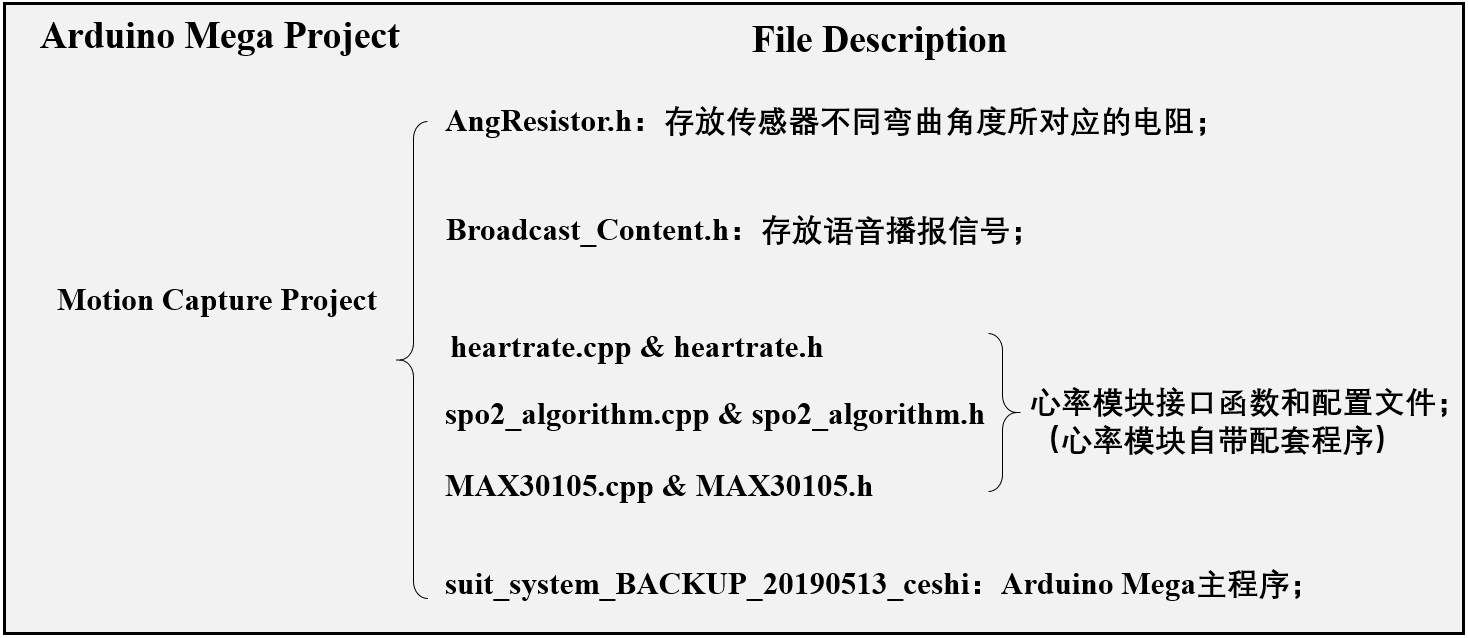 Arduino Mega Project
File Description
AngResistor.h：存放传感器不同弯曲角度所对应的电阻；
Broadcast_Content.h：存放语音播报信号；
Motion Capture Project
heartrate.cpp & heartrate.h
spo2_algorithm.cpp & spo2_algorithm.h
MAX30105.cpp & MAX30105.h
心率模块接口函数和配置文件；
（心率模块自带配套程序）
suit_system_BACKUP_20190513_ceshi：Arduino Mega主程序；